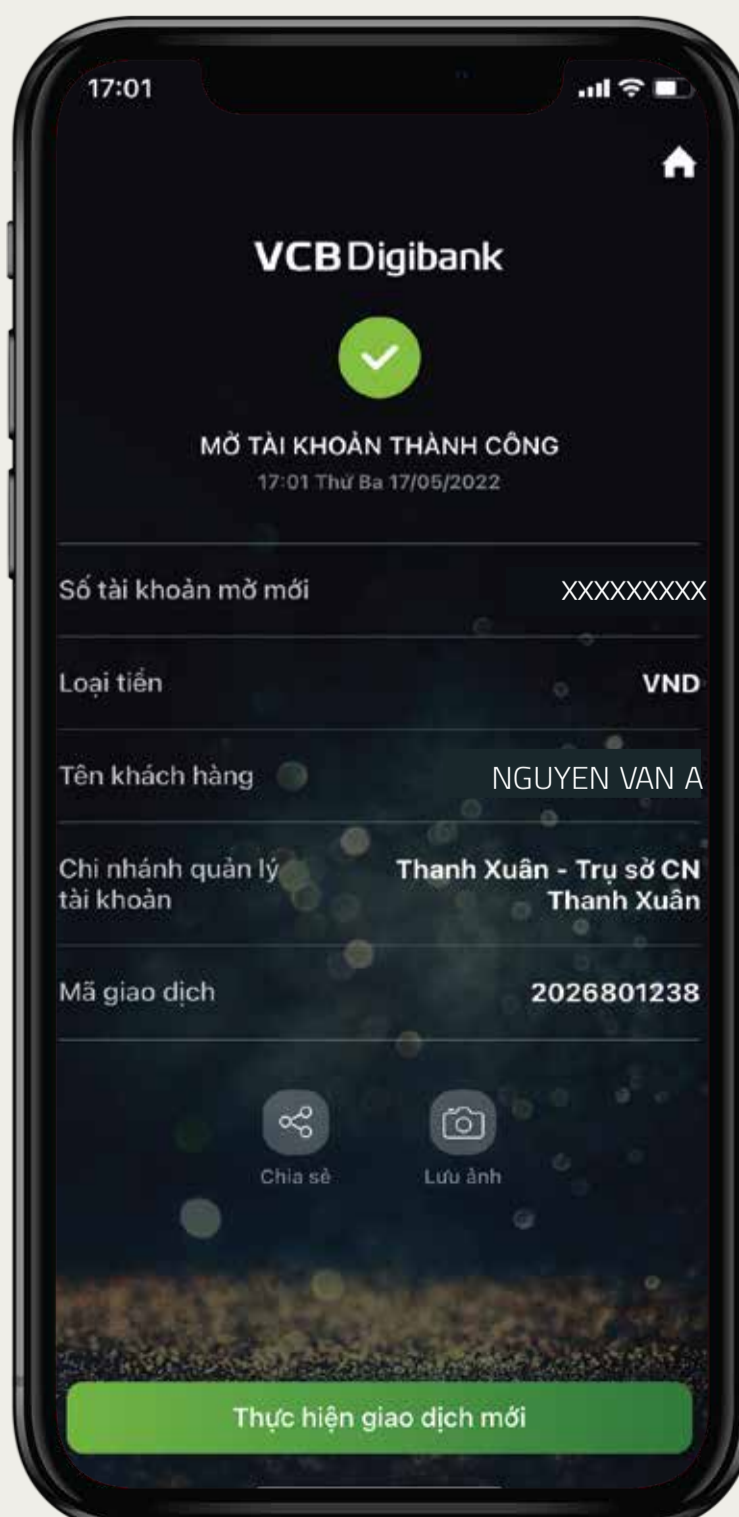 17:01
VCB Digibank
MỞ TÀI KHOẢN THÀNH CÔNG
17:01 Thứ Ba 17/05/2022
Số tài khoản mở mới XXXXXXXXX
Loại tiền VND
Tên khách hàng NGUYEN VAN A
Chi nhánh quản lý Thanh Xuân - Trụ sở CN
tài khoản Thanh Xuân
Mã giao dịch 2026801238
Chia sẻ Lưu ảnh
Thực hiện giao dịch mới